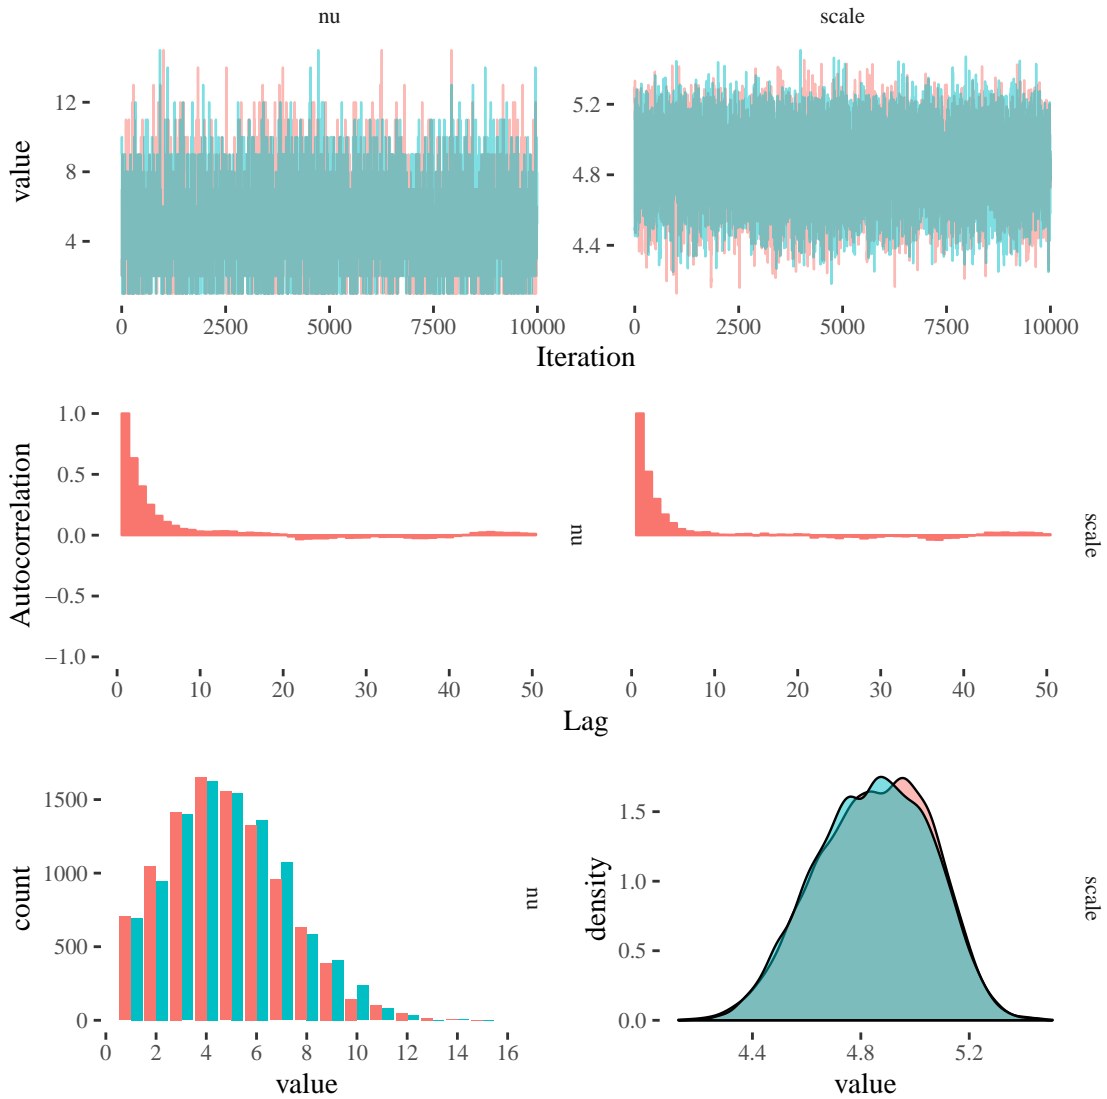 nu
scale
value
12
8
4
5.2
4.8
4.4
0 2500 5000 7500 10000
0 2500 5000 7500 10000
Iteration
Autocorrelation
1.0
0.5
0.0
−0.5
−1.0
nu
scale
0 10 20 30 40 50
0 10 20 30 40 50
Lag
count
1500
1000
500
0
nu
0 2 4 6 8 10 12 14 16
value
density
1.5
1.0
0.5
0.0
scale
4.4 4.8 5.2
value